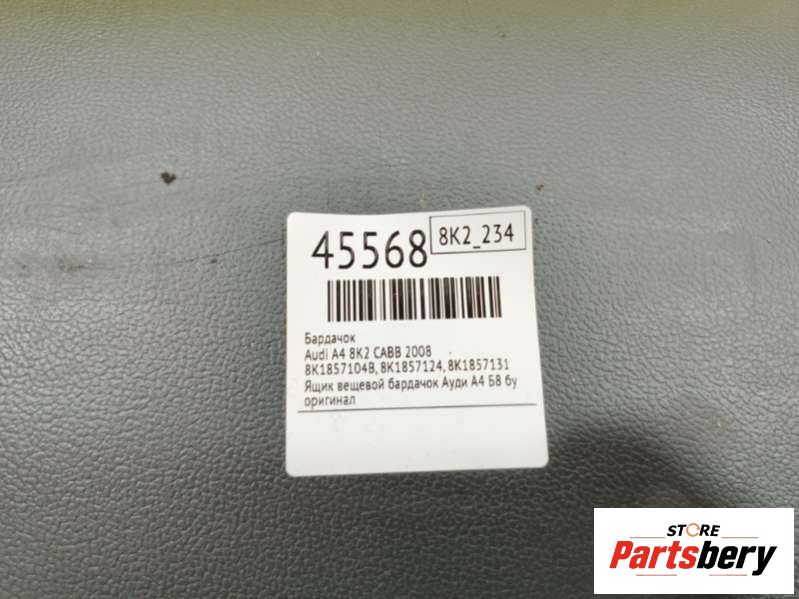 45568
8K2_234
Бардачок
Audi A4 8K2 CABB 2008
8K1857104B, 8K1857124, 8K1857131
Ящик вещевой бардачок Ауди А4 Б8 бу
оригинал
STORE
Partsbery